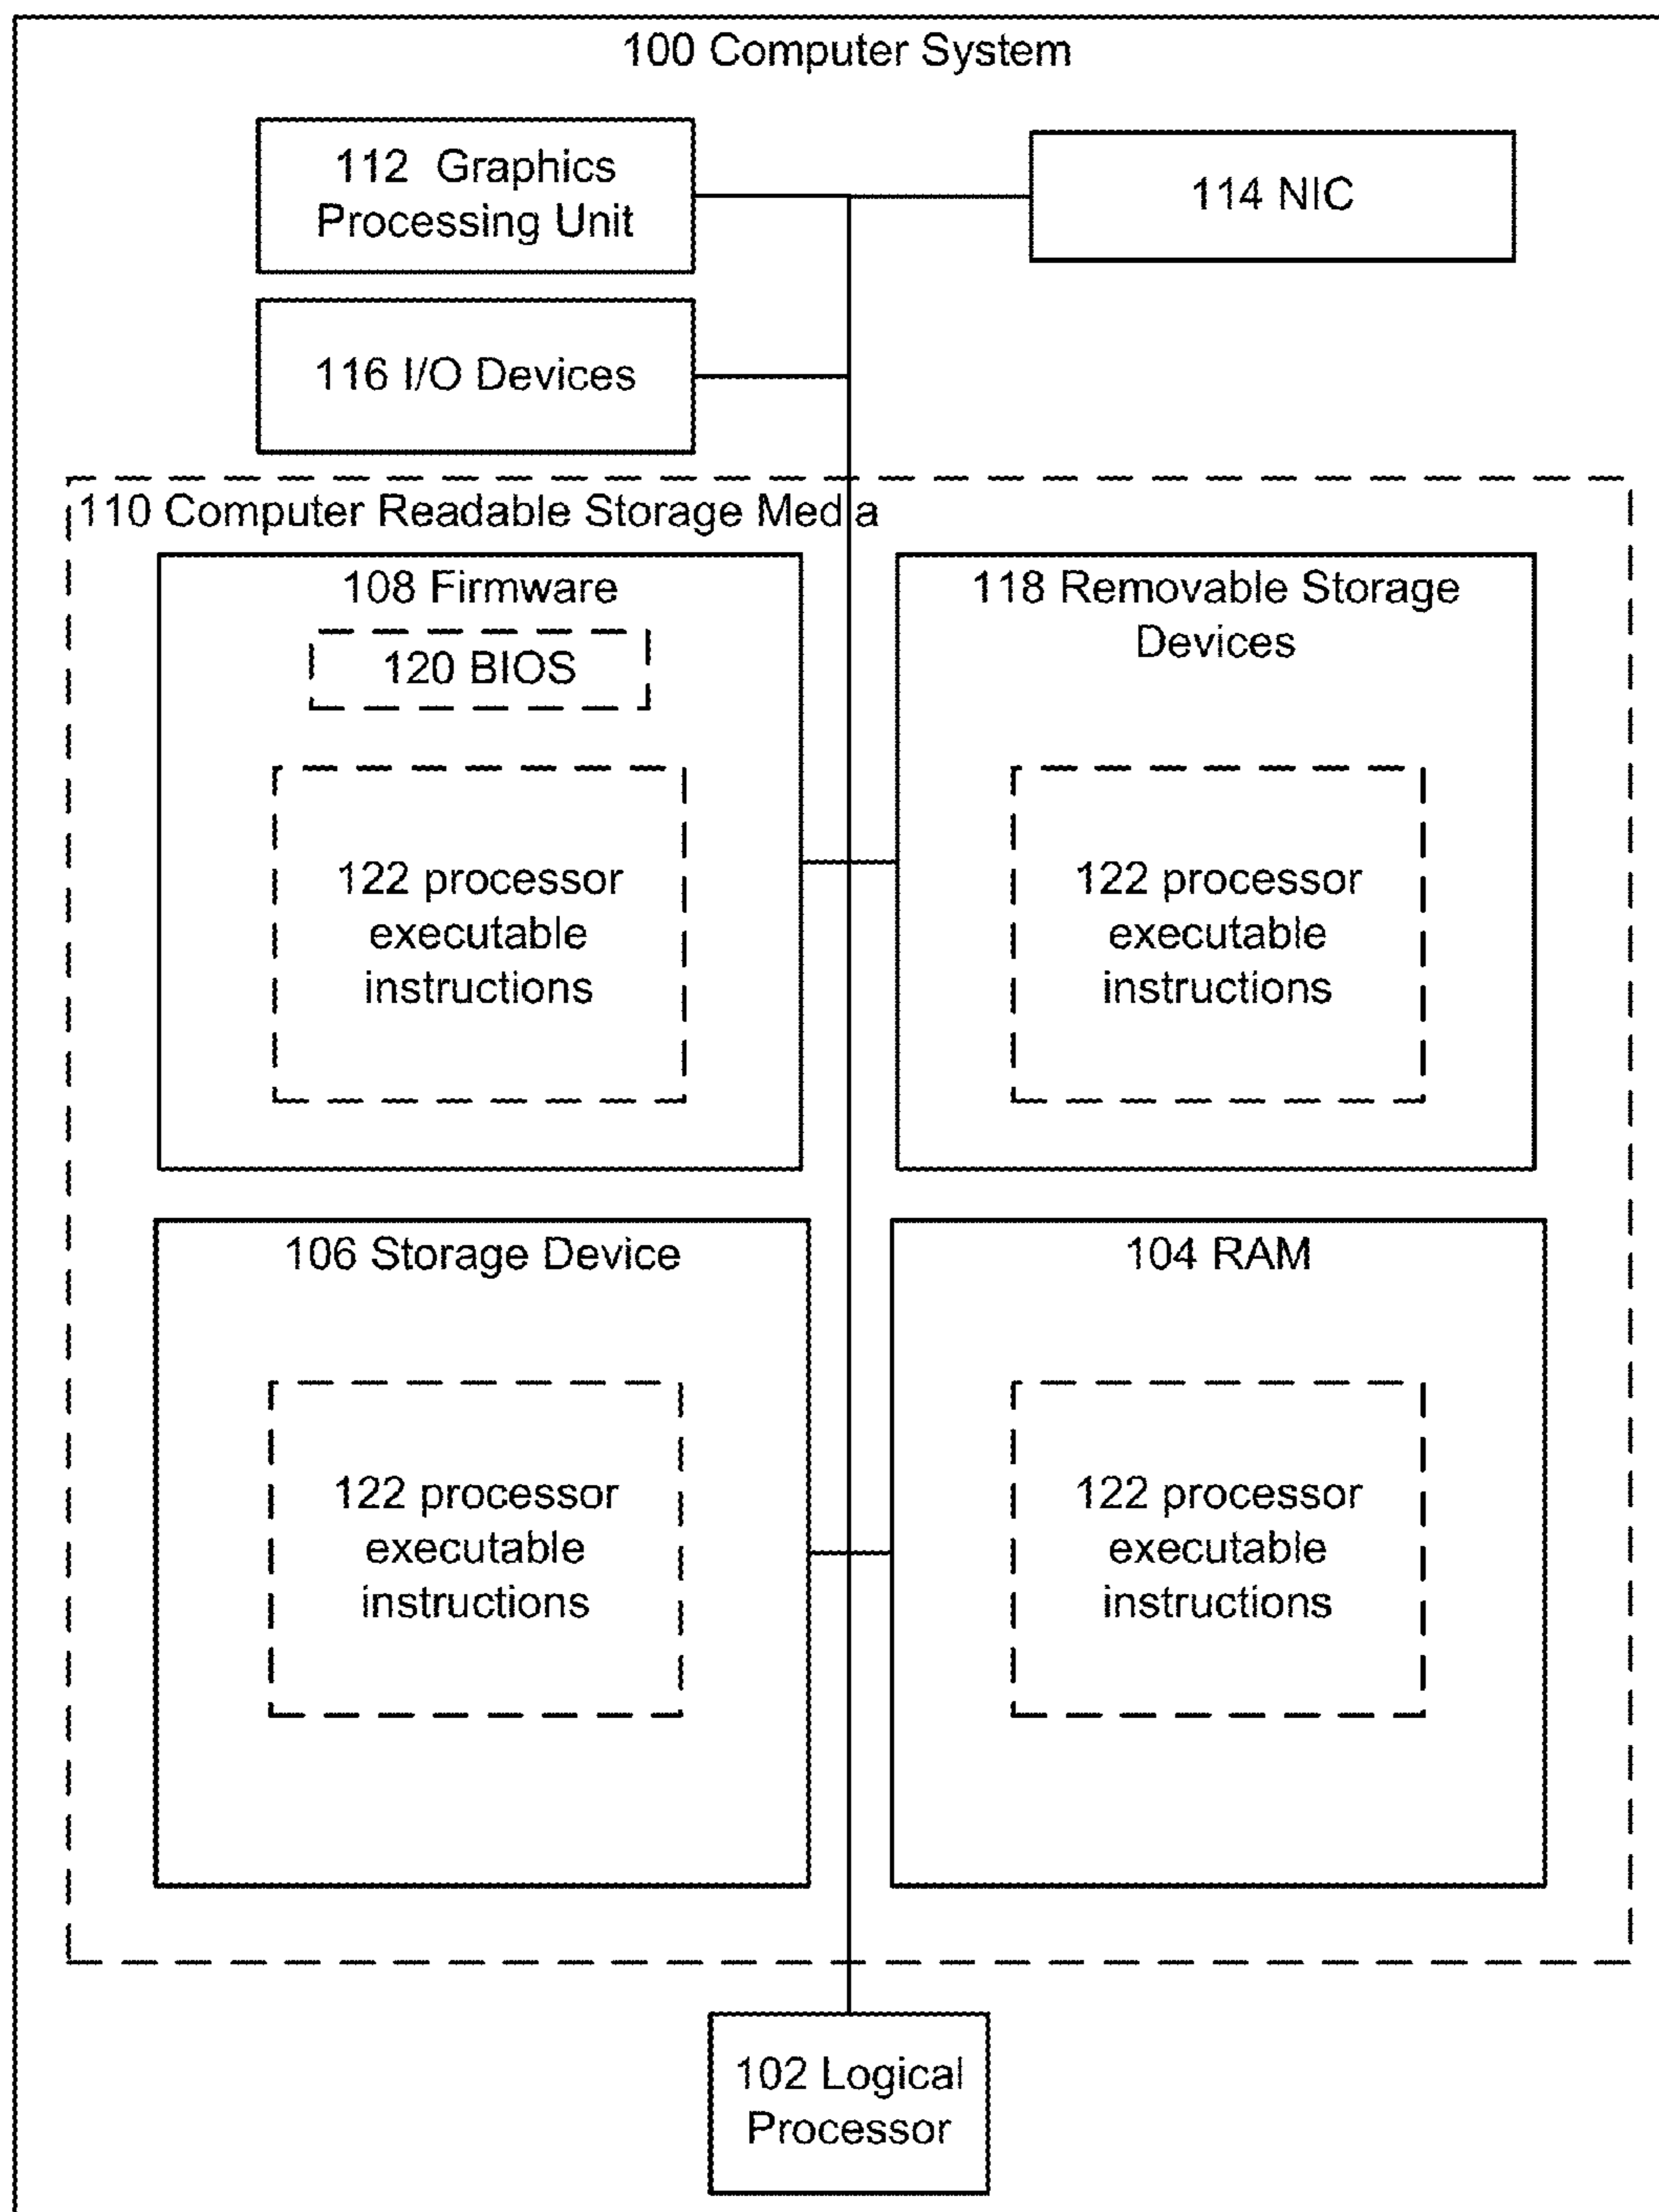 100 Computer System
112 Graphics
Processing Unit
114 NIC
116 I/O Devices
110 Computer Readable Storage Media
108 Firmware
120 BIOS
122 processor
executable
instructions
118 Removable Storage
Devices
122 processor
executable
instructions
106 Storage Device
122 processor
executable
instructions
104 RAM
122 processor
executable
instructions
102 Logical
Processor